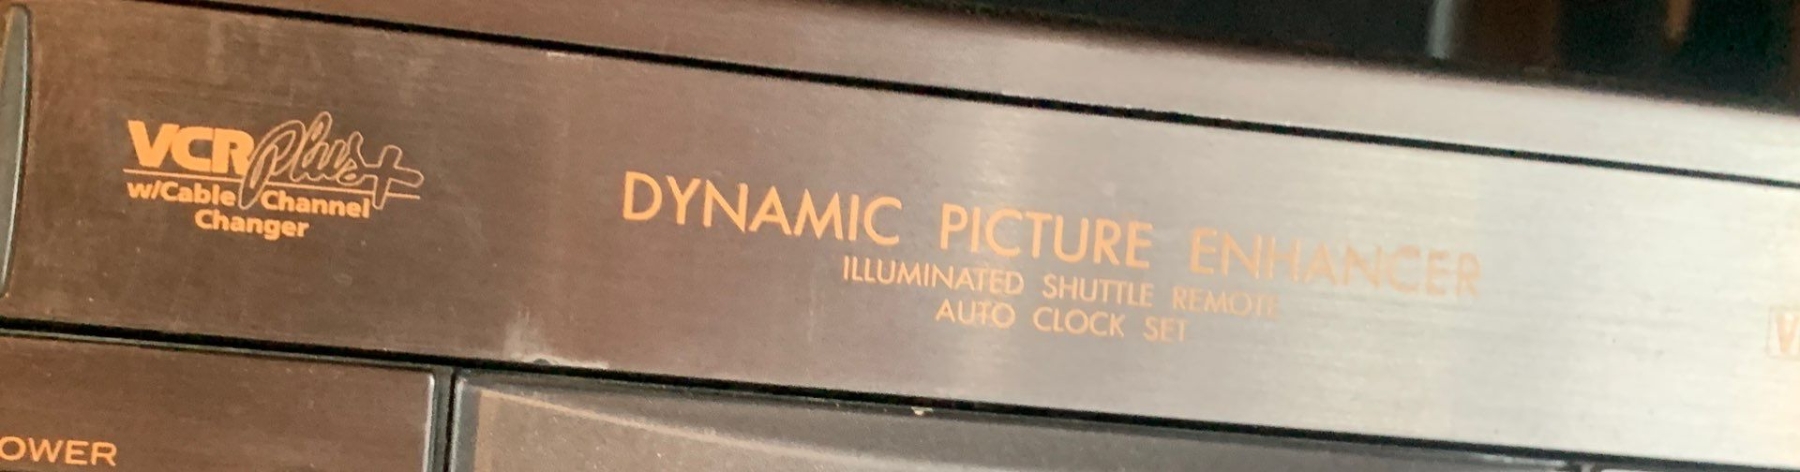 VCR Plus+
w/Cable Channel
Changer
DYNAMIC PICTURE ENHANCER
ILLUMINATED SHUTTLE REMOTE
AUTO CLOCK SET
OWER